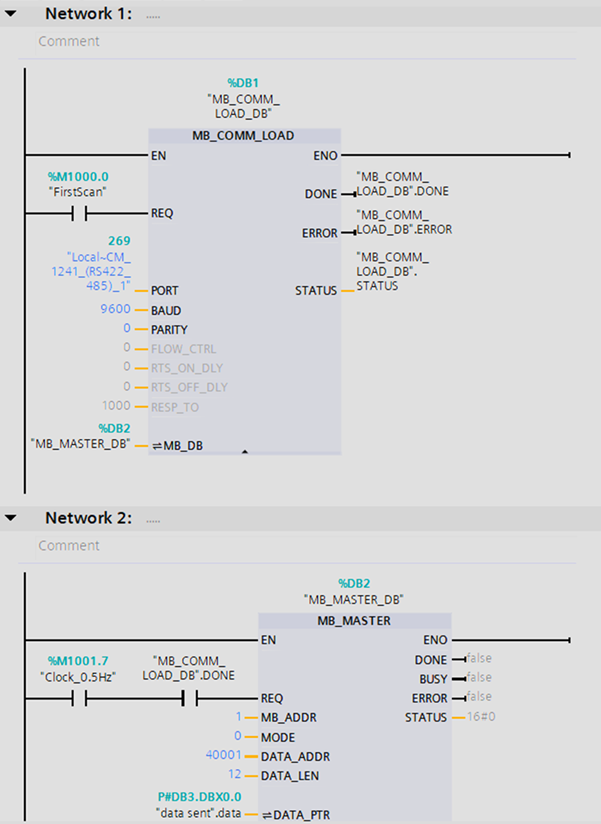 Network 1: .....
Comment
%DB1
"MB_COMM_
LOAD_DB"
MB_COMM_LOAD
EN ENO
%M1000.0
"FirstScan"
REQ
DONE
"MB_COMM_
LOAD_DB".DONE
ERROR
"MB_COMM_
LOAD_DB".ERROR
269
"Local~CM_
1241_(RS422_
485)_1"
PORT
STATUS
"MB_COMM_
LOAD_DB".
STATUS
9600 BAUD
0 PARITY
0 FLOW_CTRL
0 RTS_ON_DLY
0 RTS_OFF_DLY
1000 RESP_TO
%DB2
"MB_MASTER_DB" MB_DB
Network 2: .....
Comment
%DB2
"MB_MASTER_DB"
MB_MASTER
EN ENO
%M1001.7
"Clock_0.5Hz"
"MB_COMM_
LOAD_DB".DONE
REQ
DONE false
BUSY false
ERROR false
STATUS 16#0
1 MB_ADDR
0 MODE
40001 DATA_ADDR
12 DATA_LEN
P#DB3.DBX0.0
"data sent".data DATA_PTR